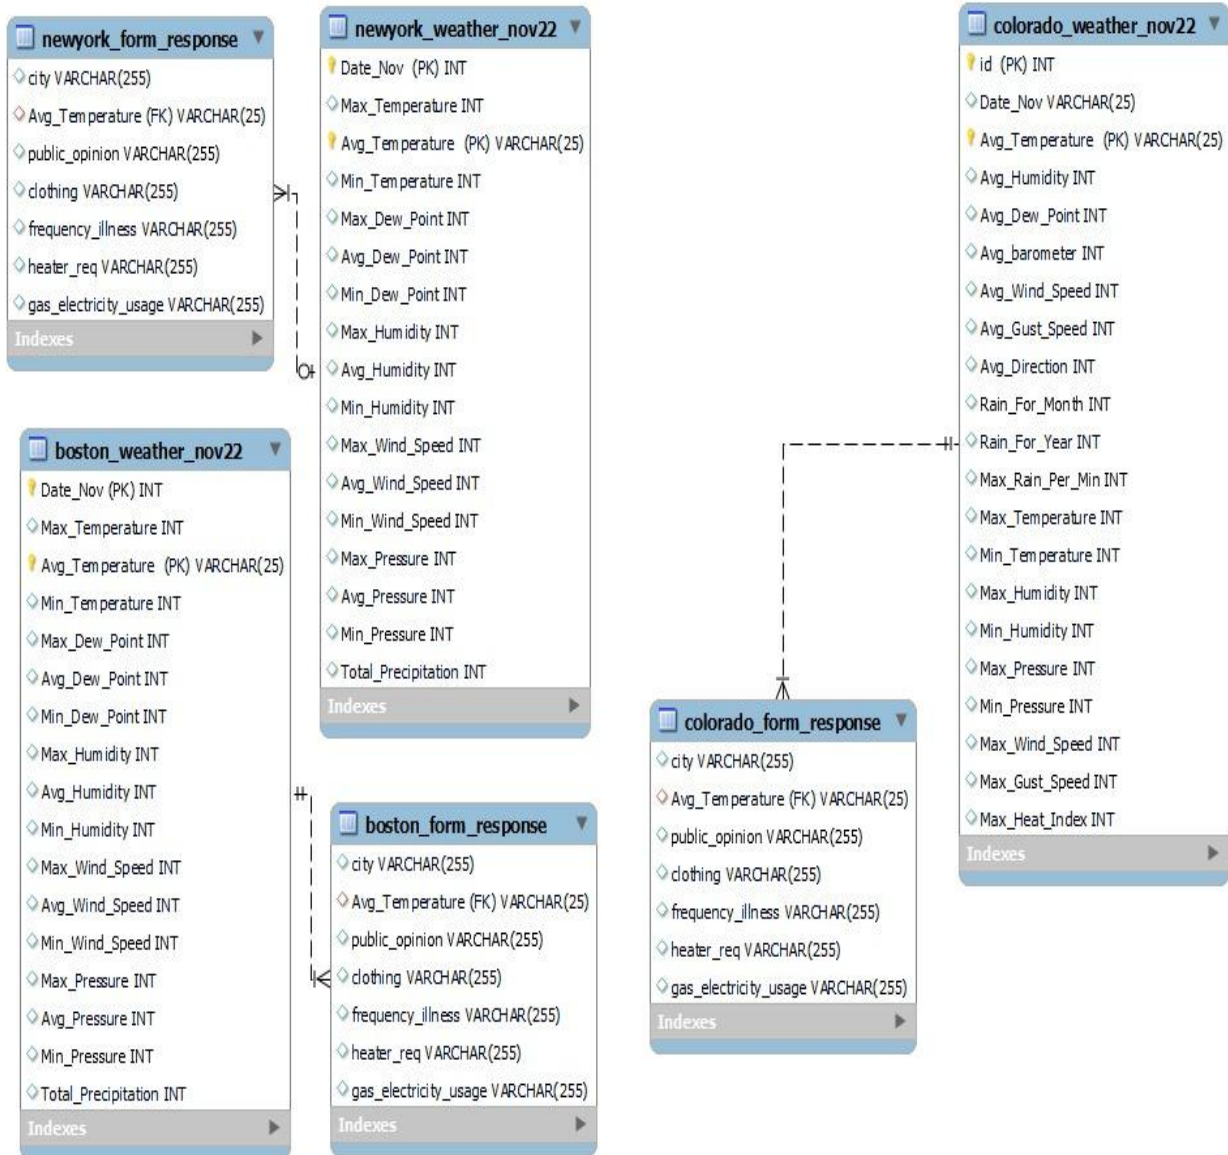 newyork_form_response
city VARCHAR(255)
Avg_Temperature (FK) VARCHAR(25)
public_opinion VARCHAR(255)
clothing VARCHAR(255)
frequency_illness VARCHAR(255)
heater_req VARCHAR(255)
gas_electricity_usage VARCHAR(255)
Indexes
newyork_weather_nov22
Date_Nov (PK) INT
Max_Temperature INT
Avg_Temperature (PK) VARCHAR(25)
Min_Temperature INT
Max_Dew_Point INT
Avg_Dew_Point INT
Min_Dew_Point INT
Max_Humidity INT
Avg_Humidity INT
Min_Humidity INT
Max_Wind_Speed INT
Avg_Wind_Speed INT
Min_Wind_Speed INT
Max_Pressure INT
Avg_Pressure INT
Min_Pressure INT
Total_Precipitation INT
Indexes
colorado_weather_nov22
id (PK) INT
Date_Nov VARCHAR(25)
Avg_Temperature (PK) VARCHAR(25)
Avg_Humidity INT
Avg_Dew_Point INT
Avg_barometer INT
Avg_Wind_Speed INT
Avg_Gust_Speed INT
Avg_Direction INT
Rain_For_Month INT
Rain_For_Year INT
Max_Rain_Per_Min INT
Max_Temperature INT
Min_Temperature INT
Max_Humidity INT
Min_Humidity INT
Max_Pressure INT
Min_Pressure INT
Max_Wind_Speed INT
Max_Gust_Speed INT
Max_Heat_Index INT
Indexes
boston_weather_nov22
Date_Nov (PK) INT
Max_Temperature INT
Avg_Temperature (PK) VARCHAR(25)
Min_Temperature INT
Max_Dew_Point INT
Avg_Dew_Point INT
Min_Dew_Point INT
Max_Humidity INT
Avg_Humidity INT
Min_Humidity INT
Max_Wind_Speed INT
Avg_Wind_Speed INT
Min_Wind_Speed INT
Max_Pressure INT
Avg_Pressure INT
Min_Pressure INT
Total_Precipitation INT
Indexes
boston_form_response
city VARCHAR(255)
Avg_Temperature (FK) VARCHAR(25)
public_opinion VARCHAR(255)
clothing VARCHAR(255)
frequency_illness VARCHAR(255)
heater_req VARCHAR(255)
gas_electricity_usage VARCHAR(255)
Indexes
colorado_form_response
city VARCHAR(255)
Avg_Temperature (FK) VARCHAR(25)
public_opinion VARCHAR(255)
clothing VARCHAR(255)
frequency_illness VARCHAR(255)
heater_req VARCHAR(255)
gas_electricity_usage VARCHAR(255)
Indexes